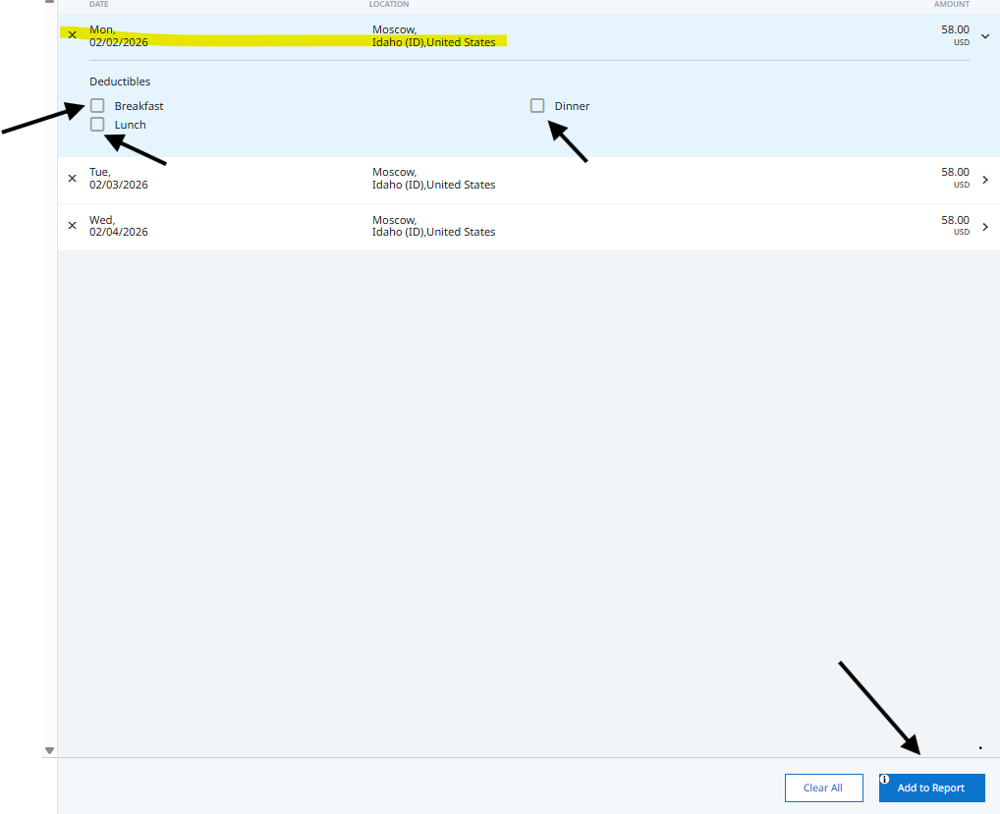 DATE LOCATION AMOUNT
Mon, Moscow, 58.00
02/02/2026 Idaho (ID),United States USD
Deductibles
Breakfast Dinner
Lunch
Tue, Moscow, 58.00
02/03/2026 Idaho (ID),United States USD
Wed, Moscow, 58.00
02/04/2026 Idaho (ID),United States USD
Clear All Add to Report